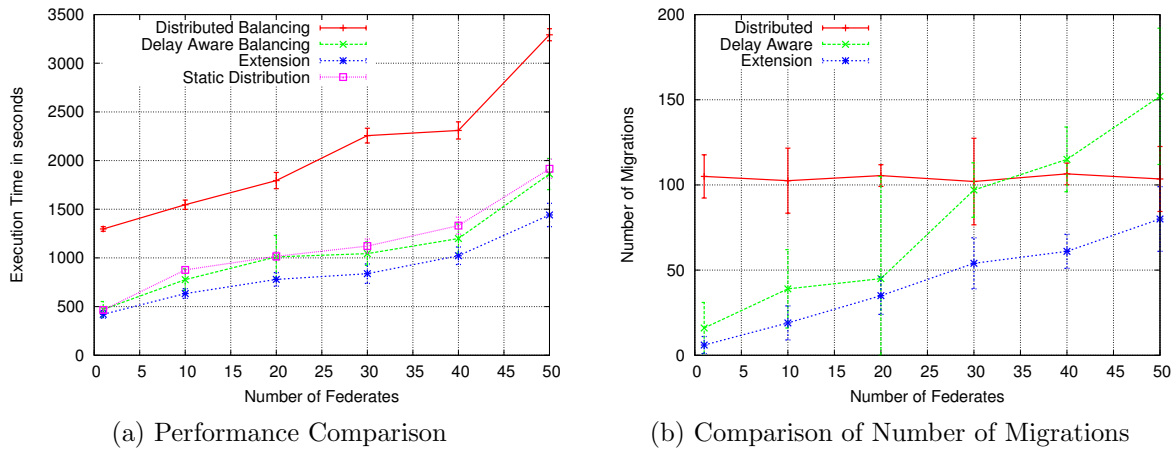 Distributed Balancing
Delay Aware Balancing
Extension
Static Distribution
3500
3000
2500
2000
1500
1000
500
0
Execution Time in seconds
0 5 10 15 20 25 30 35 40 45 50
Number of Federates
(a) Performance Comparison
Distributed
Delay Aware
Extension
200
150
100
50
0
Number of Migrations
0 5 10 15 20 25 30 35 40 45 50
Number of Federates
(b) Comparison of Number of Migrations